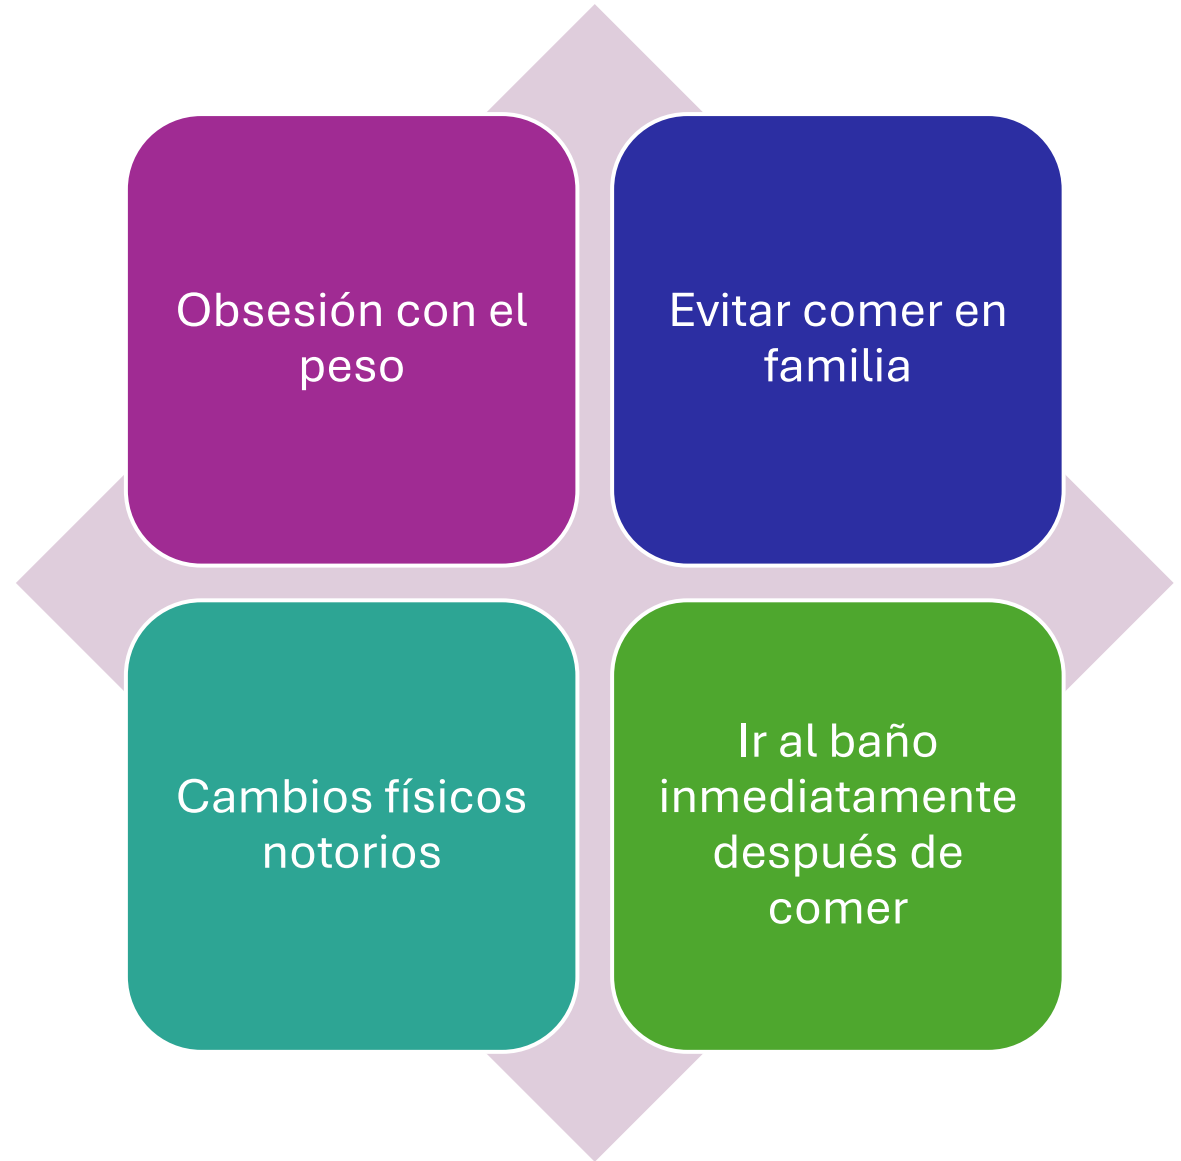 Obsesión con el
peso
Evitar comer en
familia
Cambios físicos
notorios
Ir al baño
inmediatamente
después de
comer